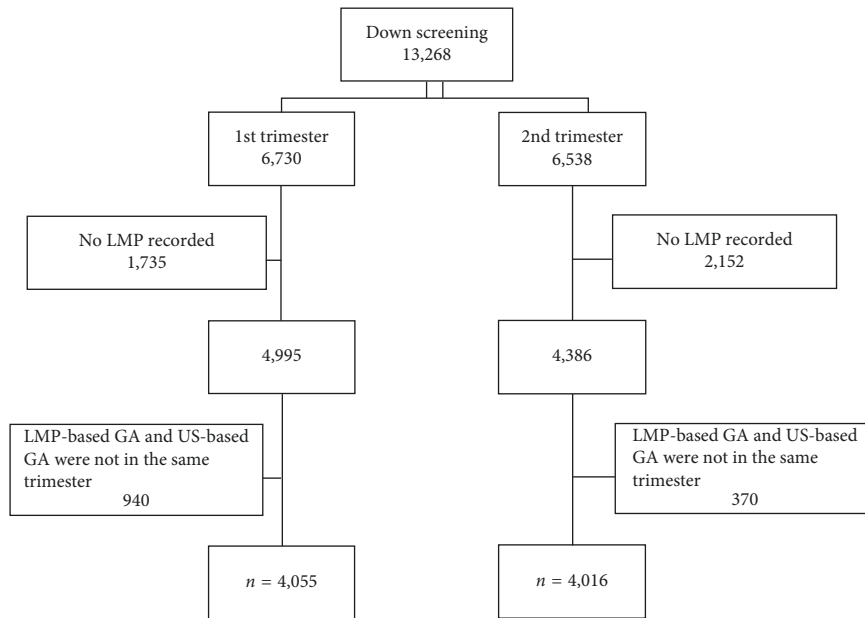 Down screening
13,268
1st trimester
6,730
2nd trimester
6,538
No LMP recorded
1,735
No LMP recorded
2,152
4,995
4,386
LMP-based GA and US-based
GA were not in the same
trimester
940
LMP-based GA and US-based
GA were not in the same
trimester
370
n = 4,055
n = 4,016